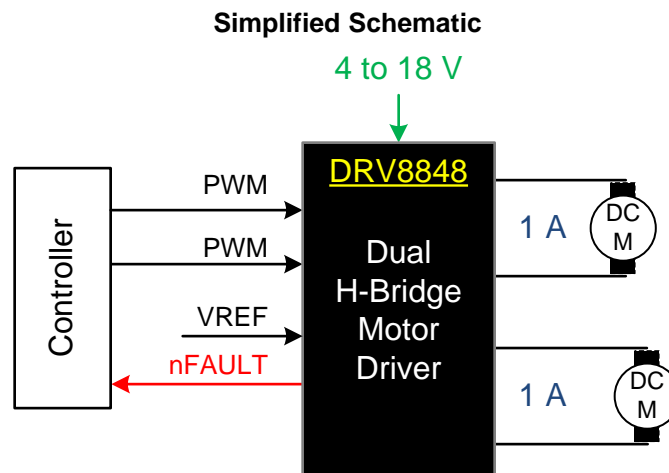 Simplified Schematic
4 to 18 V
Controller
PWM
PWM
VREF
nFAULT
DRV8848
Dual
H-Bridge
Motor
Driver
1 A
DC
M
1 A
DC
M